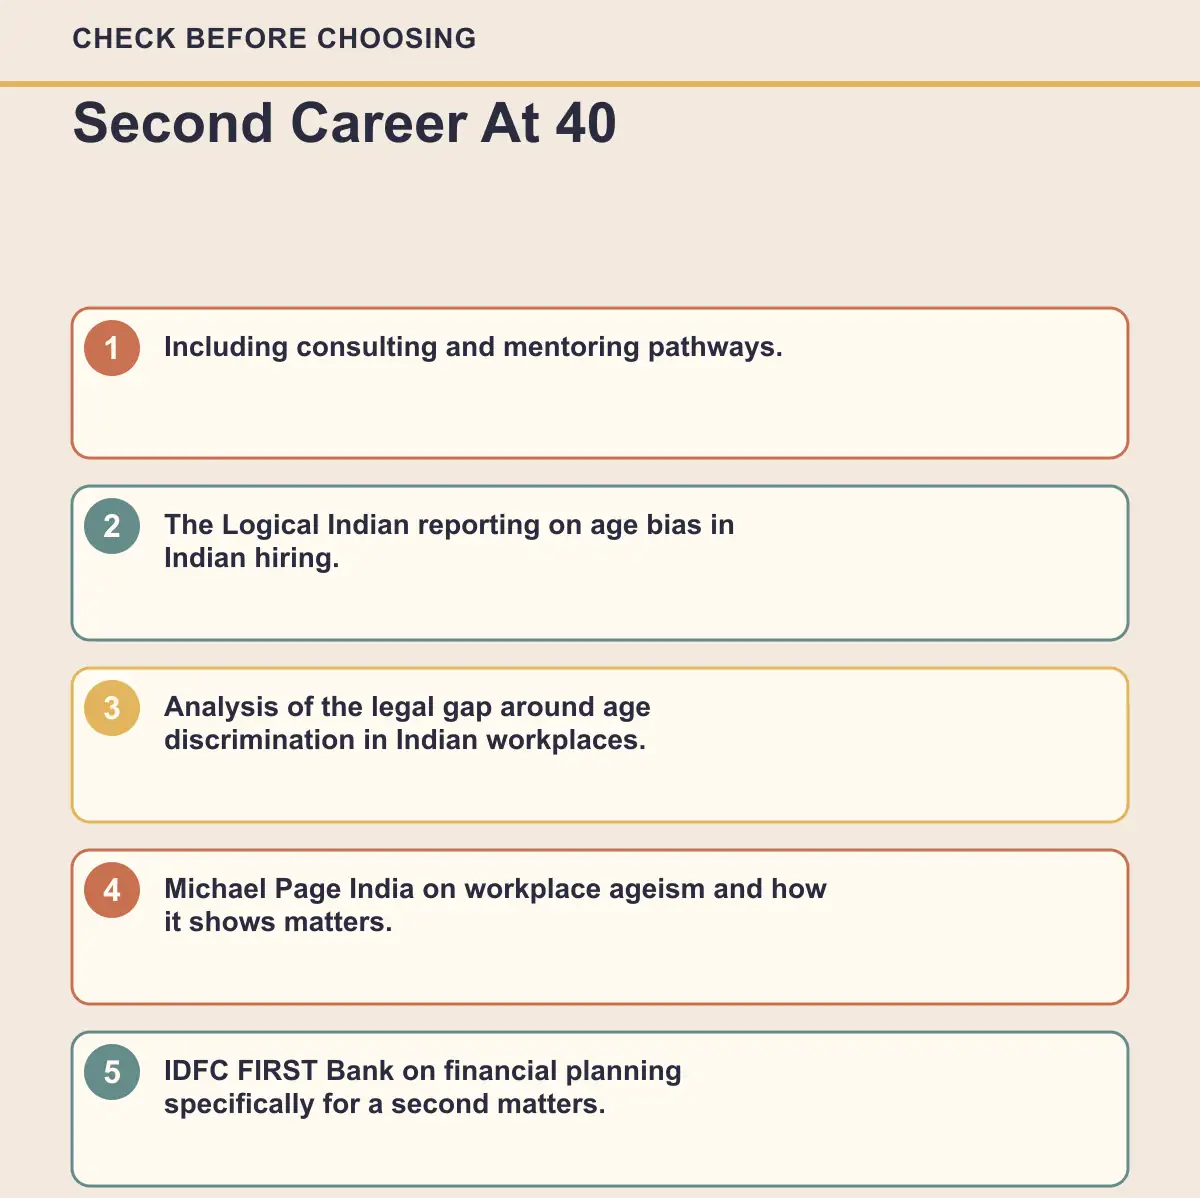 CHECK BEFORE CHOOSING
Second Career At 40
1
Including consulting and mentoring pathways.
2
The Logical Indian reporting on age bias in
Indian hiring.
3
Analysis of the legal gap around age
discrimination in Indian workplaces.
4
Michael Page India on workplace ageism and how
it shows matters.
5
IDFC FIRST Bank on financial planning
specifically for a second matters.